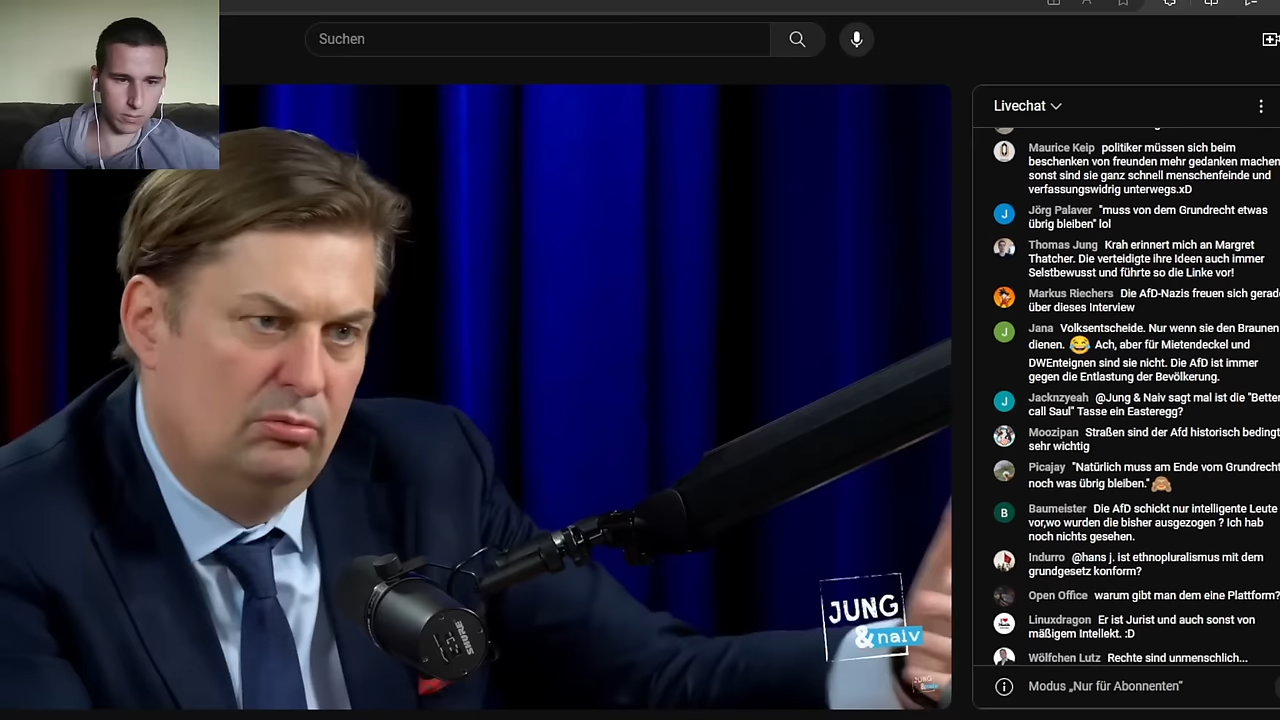 Suchen
Livechat
Maurice Keip politiker müssen sich beim
beschenken von freunden mehr gedanken machen
sonst sind sie ganz schnell menschenfeinde und
verfassungswidrig unterwegs.xD
Jörg Palaver "muss von dem Grundrecht etwas
übrig bleiben" lol
Thomas Jung Krah erinnert mich an Margret
Thatcher. Die verteidigte ihre Ideen auch immer
Selstbewusst und führte so die Linke vor!
Markus Riechers Die AfD-Nazis freuen sich gerad
über dieses Interview
Jana Volksentscheide. Nur wenn sie den Braunen
dienen. 😂 Ach, aber für Mietendeckel und
DWEnteignen sind sie nicht. Die AfD ist immer
gegen die Entlastung der Bevölkerung.
Jacknzyeah @Jung & Naiv sagt mal ist die "Better
call Saul" Tasse ein Easteregg?
Moozipan Straßen sind der Afd historisch bedingt
sehr wichtig
Picajay "Natürlich muss am Ende vom Grundrecht
noch was übrig bleiben." 🙈
Baumeister Die AfD schickt nur intelligente Leute
vor,wo wurden die bisher ausgezogen ? Ich hab
noch nichts gesehen.
Indurro @hans j. ist ethnopluralismus mit dem
grundgesetz konform?
Open Office warum gibt man dem eine Plattform?
Linuxdragon Er ist Jurist und auch sonst von
mäßigem Intellekt. :D
Wölfchen Lutz Rechte sind unmenschlich...
Modus „Nur für Abonnenten"
SHURE
JUNG
& naiv
JUNG
& naiv